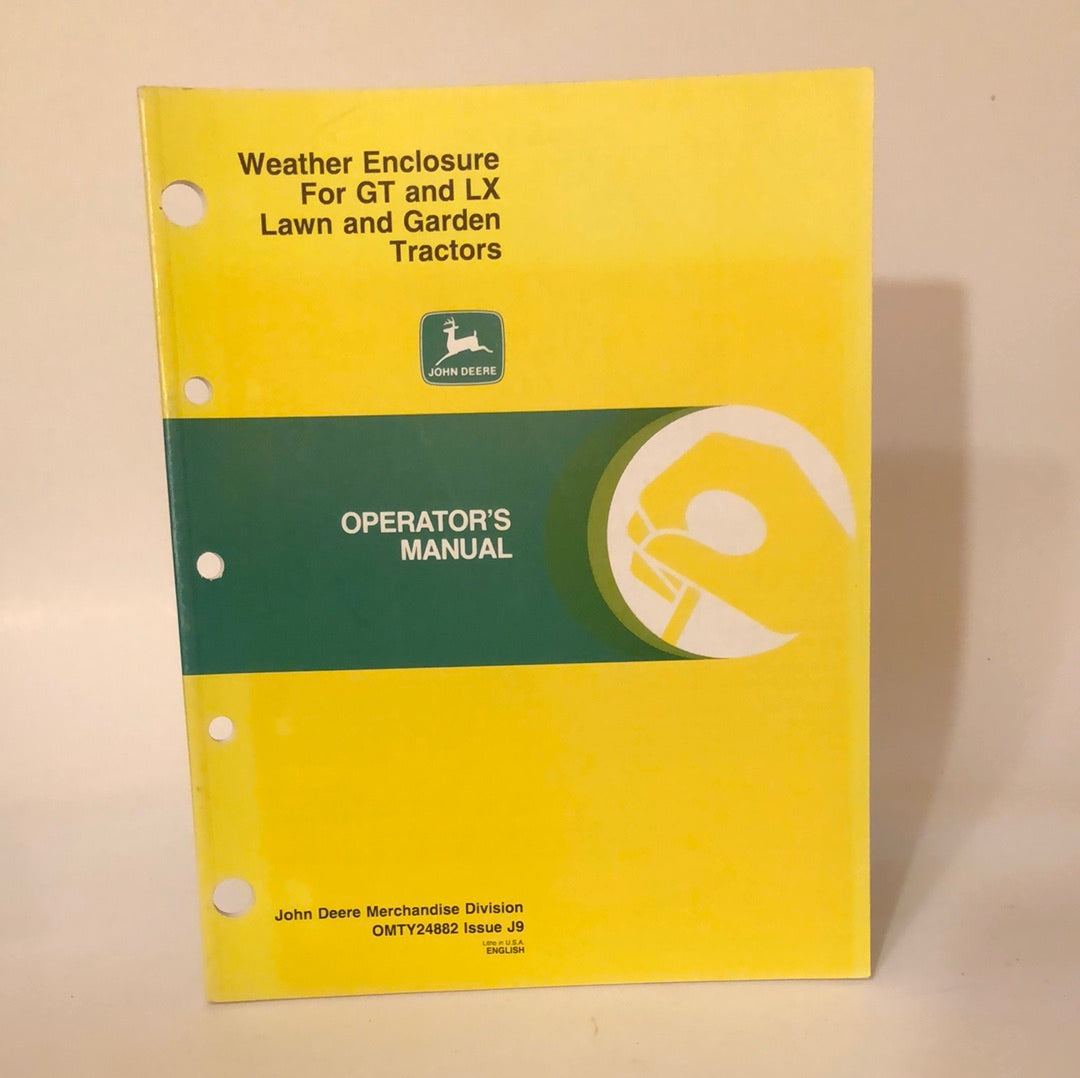 Weather Enclosure
For GT and LX
Lawn and Garden
Tractors
JOHN DEERE
OPERATOR'S
MANUAL
John Deere Merchandise Division
OMTY24882 Issue J9
Litho in U.S.A.
ENGLISH